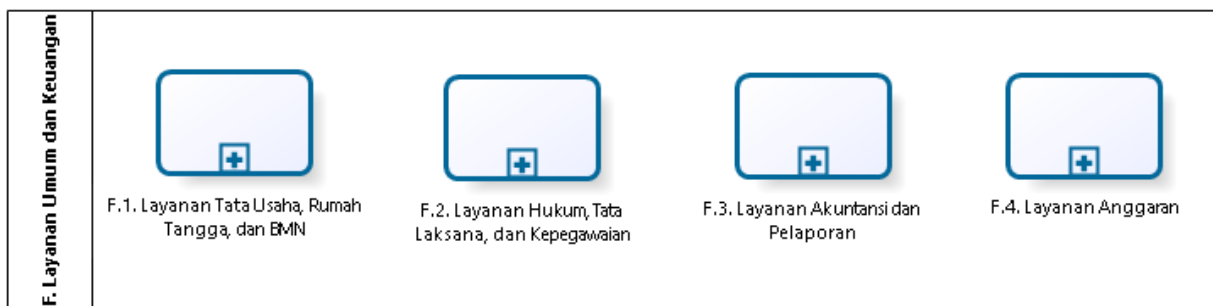 F. Layanan Umum dan Keuangan
F.1. Layanan Tata Usaha, Rumah
Tangga, dan BMN
F.2. Layanan Hukum, Tata
Laksana, dan Kepegawaian
F.3. Layanan Akuntansi dan
Pelaporan
F.4. Layanan Anggaran